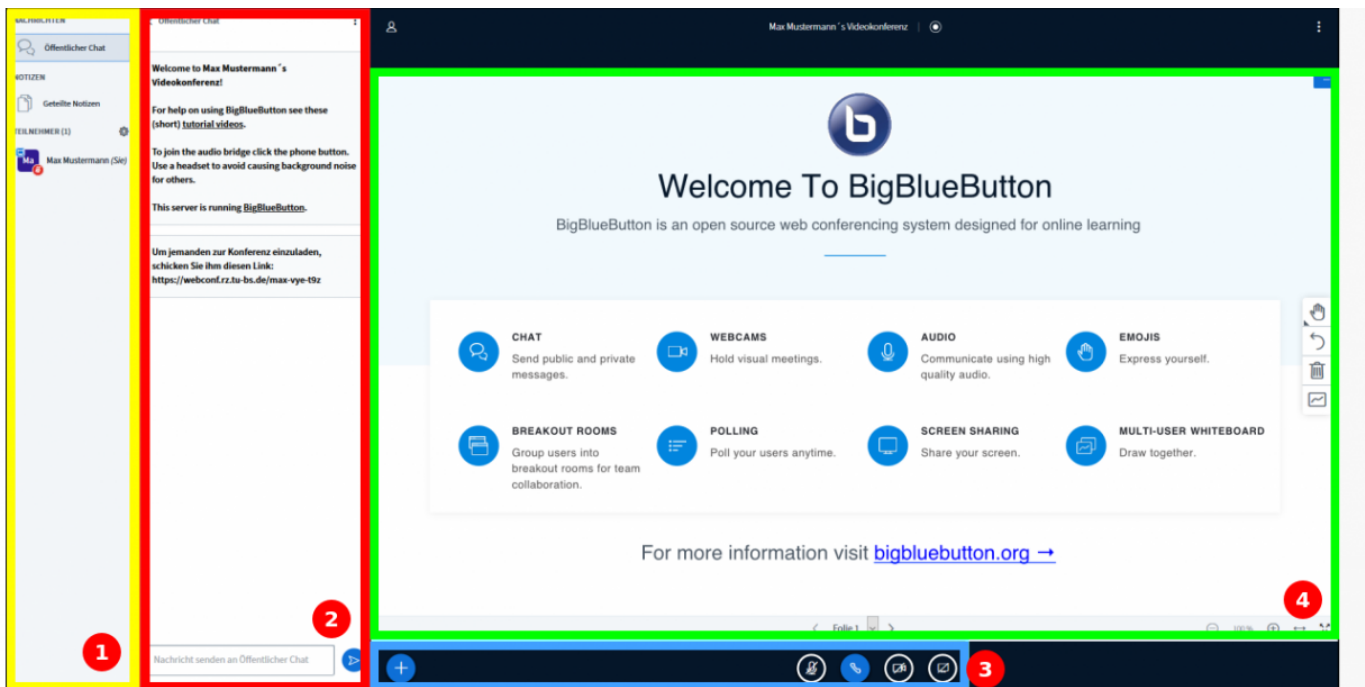 NACHRICHTEN
Öffentlicher Chat
NOTIZEN
Geteilte Notizen
TEILNEHMER (1)
Ma
Max Mustermann (Sie)
1
Öffentlicher Chat
Welcome to Max Mustermann´s
Videokonferenz!
For help on using BigBlueButton see these
(short) tutorial videos.
To join the audio bridge click the phone button.
Use a headset to avoid causing background noise
for others.
This server is running BigBlueButton.
Um jemanden zur Konferenz einzuladen,
schicken Sie ihm diesen Link:
https://webconf.rz.tu-bs.de/max-vye-t9z
2
Nachricht senden an Öffentlicher Chat
Max Mustermann´s Videokonferenz
b
Welcome To BigBlueButton
BigBlueButton is an open source web conferencing system designed for online learning
CHAT
Send public and private
messages.
WEBCAMS
Hold visual meetings.
AUDIO
Communicate using high
quality audio.
EMOJIS
Express yourself.
BREAKOUT ROOMS
Group users into
breakout rooms for team
collaboration.
POLLING
Poll your users anytime.
SCREEN SHARING
Share your screen.
MULTI-USER WHITEBOARD
Draw together.
For more information visit bigbluebutton.org →
4
Folie 1
100%
3